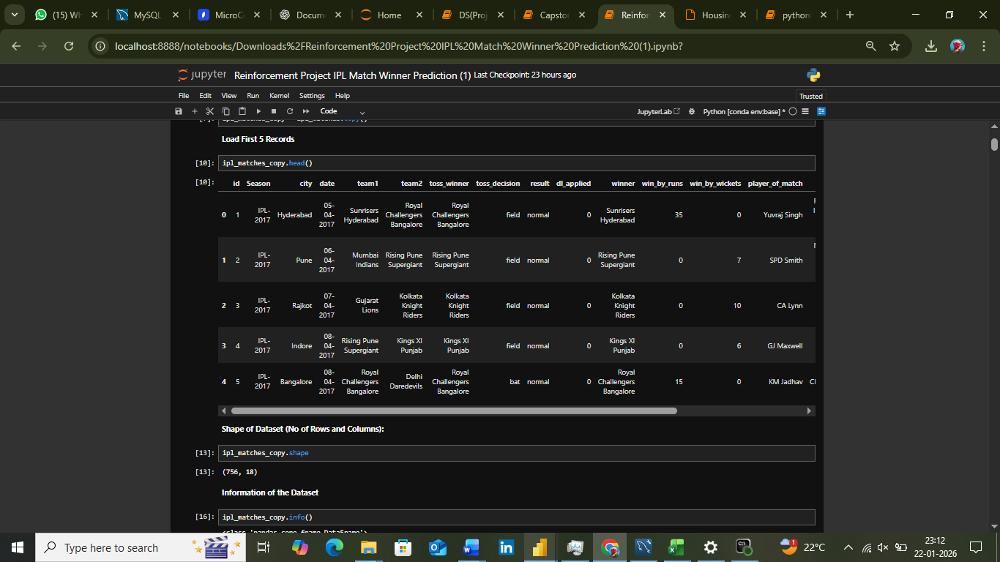 (15) Wh
MySQL
MicroC
Docum
Home
DS(Proj
Capstor
Reinfor
Housin
python
localhost:8888/notebooks/Downloads%2FReinforcement%20Project%20IPL%20Match%20Winner%20Prediction%20(1).ipynb?
jupyter Reinforcement Project IPL Match Winner Prediction (1) Last Checkpoint: 23 hours ago
File Edit View Run Kernel Settings Help
Trusted
Code
JupyterLab
Python [conda env:base] *
Load First 5 Records
[10]: ipl_matches_copy.head()
[10]: id Season city date team1 team2 toss_winner toss_decision result dl_applied winner win_by_runs win_by_wickets player_of_match
0 1 IPL-2017 Hyderabad 05-04-2017 Sunrisers Hyderabad Royal Challengers Bangalore Royal Challengers Bangalore field normal 0 Sunrisers Hyderabad 35 0 Yuvraj Singh
1 2 IPL-2017 Pune 06-04-2017 Mumbai Indians Rising Pune Supergiant Rising Pune Supergiant field normal 0 Rising Pune Supergiant 0 7 SPD Smith
2 3 IPL-2017 Rajkot 07-04-2017 Gujarat Lions Kolkata Knight Riders Kolkata Knight Riders field normal 0 Kolkata Knight Riders 0 10 CA Lynn
3 4 IPL-2017 Indore 08-04-2017 Rising Pune Supergiant Kings XI Punjab Kings XI Punjab field normal 0 Kings XI Punjab 0 6 GJ Maxwell
4 5 IPL-2017 Bangalore 08-04-2017 Royal Challengers Bangalore Delhi Daredevils Royal Challengers Bangalore bat normal 0 Royal Challengers Bangalore 15 0 KM Jadhav
Shape of Dataset (No of Rows and Columns):
[13]: ipl_matches_copy.shape
[13]: (756, 18)
Information of the Dataset
[16]: ipl_matches_copy.info()
Type here to search
1
22°C
23:12
22-01-2026